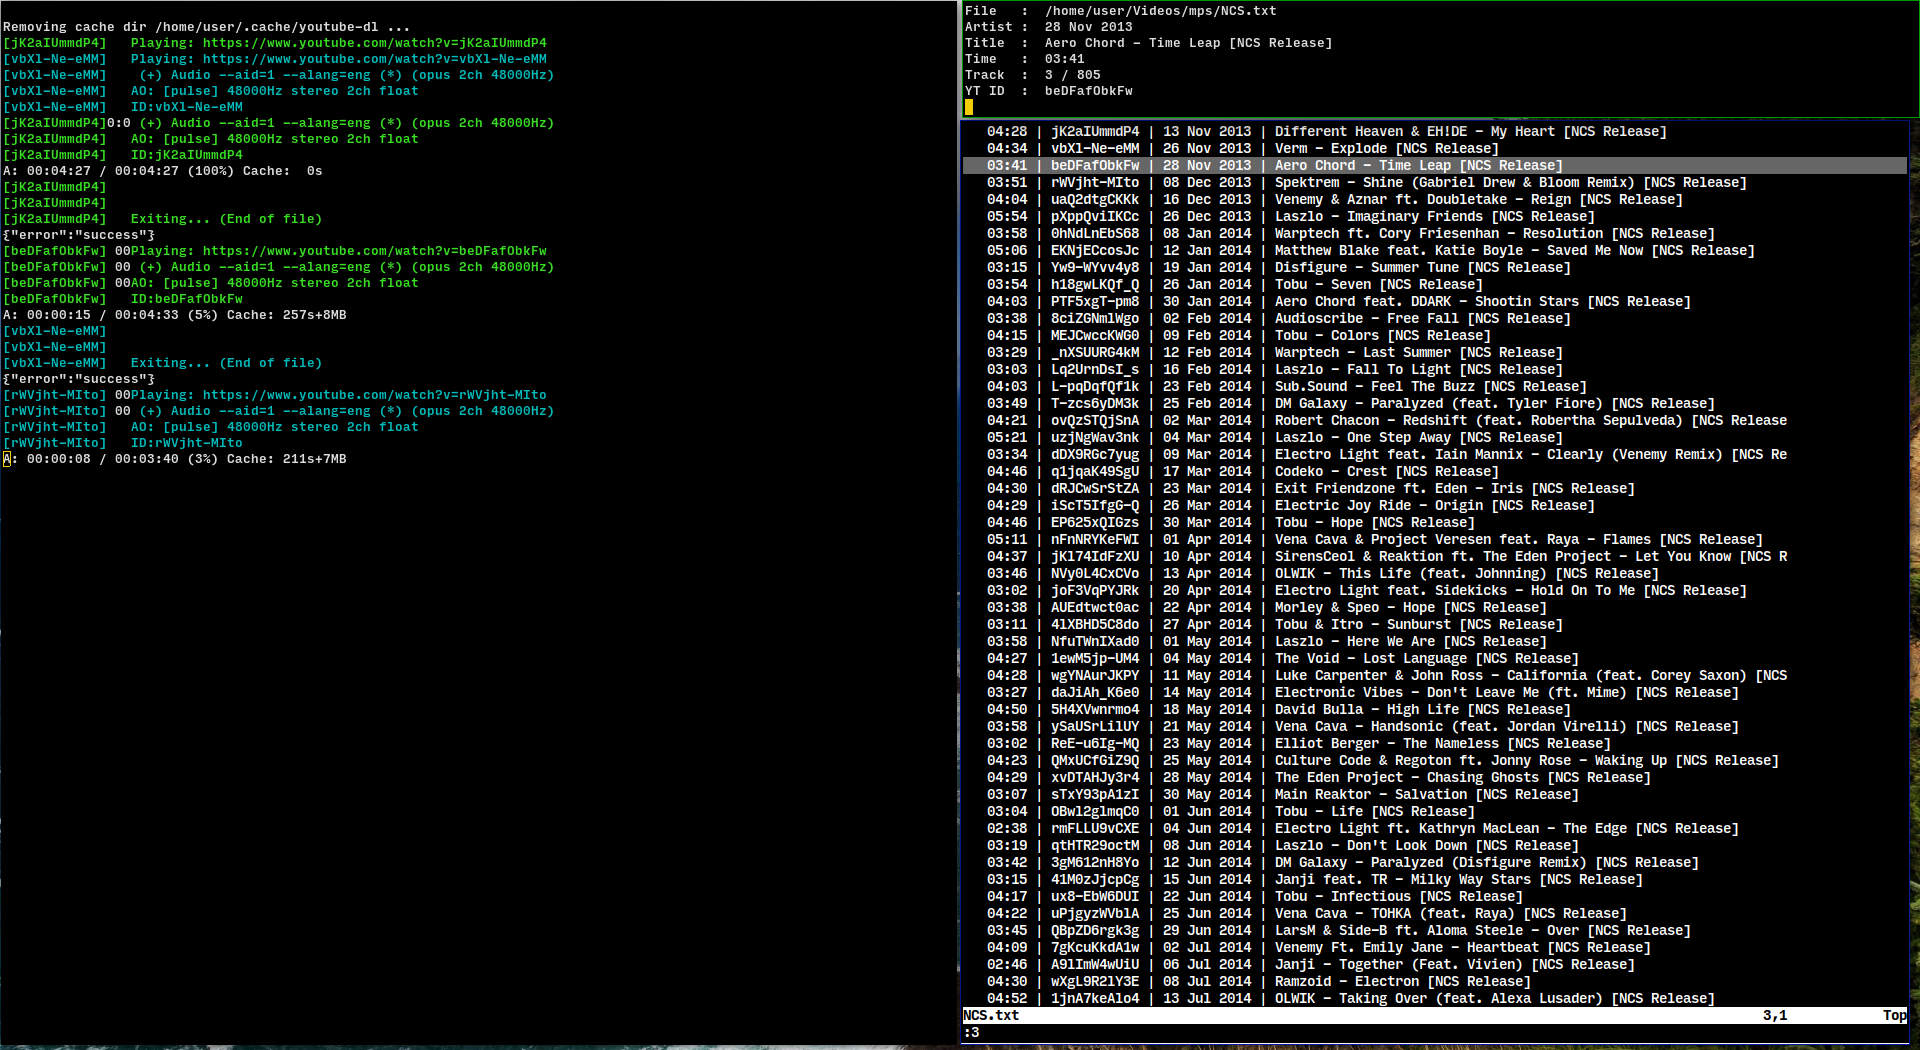 Removing cache dir /home/user/.cache/youtube-dl ...
[jK2aIUmmdP4]   Playing: https://www.youtube.com/watch?v=jK2aIUmmdP4
[vbXl-Ne-eMM]   Playing: https://www.youtube.com/watch?v=vbXl-Ne-eMM
[vbXl-Ne-eMM]    (+) Audio --aid=1 --alang=eng (*) (opus 2ch 48000Hz)
[vbXl-Ne-eMM]   AO: [pulse] 48000Hz stereo 2ch float
[vbXl-Ne-eMM]   ID:vbXl-Ne-eMM
[jK2aIUmmdP4]0:0 (+) Audio --aid=1 --alang=eng (*) (opus 2ch 48000Hz)
[jK2aIUmmdP4]   AO: [pulse] 48000Hz stereo 2ch float
[jK2aIUmmdP4]   ID:jK2aIUmmdP4
A: 00:04:27 / 00:04:27 (100%) Cache:  0s
[jK2aIUmmdP4]
[jK2aIUmmdP4]
[jK2aIUmmdP4]   Exiting... (End of file)
{"error":"success"}
[beDFafObkFw] 00Playing: https://www.youtube.com/watch?v=beDFafObkFw
[beDFafObkFw] 00 (+) Audio --aid=1 --alang=eng (*) (opus 2ch 48000Hz)
[beDFafObkFw] 00AO: [pulse] 48000Hz stereo 2ch float
[beDFafObkFw]   ID:beDFafObkFw
A: 00:00:15 / 00:04:33 (5%) Cache: 257s+8MB
[vbXl-Ne-eMM]
[vbXl-Ne-eMM]
[vbXl-Ne-eMM]   Exiting... (End of file)
{"error":"success"}
[rWVjht-MIto] 00Playing: https://www.youtube.com/watch?v=rWVjht-MIto
[rWVjht-MIto] 00 (+) Audio --aid=1 --alang=eng (*) (opus 2ch 48000Hz)
[rWVjht-MIto]   AO: [pulse] 48000Hz stereo 2ch float
[rWVjht-MIto]   ID:rWVjht-MIto
A: 00:00:08 / 00:03:40 (3%) Cache: 211s+7MB
File   :  /home/user/Videos/mps/NCS.txt
Artist :  28 Nov 2013
Title  :  Aero Chord – Time Leap [NCS Release]
Time   :  03:41
Track  :  3 / 805
YT ID  :  beDFafObkFw
04:28 | jK2aIUmmdP4 | 13 Nov 2013 | Different Heaven & EH!DE – My Heart [NCS Release]
04:34 | vbXl-Ne-eMM | 26 Nov 2013 | Verm – Explode [NCS Release]
03:41 | beDFafObkFw | 28 Nov 2013 | Aero Chord – Time Leap [NCS Release]
03:51 | rWVjht-MIto | 08 Dec 2013 | Spektrem – Shine (Gabriel Drew & Bloom Remix) [NCS Release]
04:04 | uaQ2dtgCKKk | 16 Dec 2013 | Venemy & Aznar ft. Doubletake – Reign [NCS Release]
05:54 | pXppQviIKCc | 26 Dec 2013 | Laszlo – Imaginary Friends [NCS Release]
03:58 | 0hNdLnEbS68 | 08 Jan 2014 | Warptech ft. Cory Friesenhan – Resolution [NCS Release]
05:06 | EKNjECcosJc | 12 Jan 2014 | Matthew Blake feat. Katie Boyle – Saved Me Now [NCS Release]
03:15 | Yw9-WYvv4y8 | 19 Jan 2014 | Disfigure – Summer Tune [NCS Release]
03:54 | h18gwLKQf_Q | 26 Jan 2014 | Tobu – Seven [NCS Release]
04:03 | PTF5xgT-pm8 | 30 Jan 2014 | Aero Chord feat. DDARK – Shootin Stars [NCS Release]
03:38 | 8ciZGNmlWgo | 02 Feb 2014 | Audioscribe – Free Fall [NCS Release]
04:15 | MEJCwccKWG0 | 09 Feb 2014 | Tobu – Colors [NCS Release]
03:29 | _nXSUURG4kM | 12 Feb 2014 | Warptech – Last Summer [NCS Release]
03:03 | Lq2UrnDsI_s | 16 Feb 2014 | Laszlo – Fall To Light [NCS Release]
04:03 | L-pqDqfQf1k | 23 Feb 2014 | Sub.Sound – Feel The Buzz [NCS Release]
03:49 | T-zcs6yDM3k | 25 Feb 2014 | DM Galaxy – Paralyzed (feat. Tyler Fiore) [NCS Release]
04:21 | ovQzSTQjSnA | 02 Mar 2014 | Robert Chacon – Redshift (feat. Robertha Sepulveda) [NCS Release
05:21 | uzjNgWav3nk | 04 Mar 2014 | Laszlo – One Step Away [NCS Release]
03:34 | dDX9RGc7yug | 09 Mar 2014 | Electro Light feat. Iain Mannix – Clearly (Venemy Remix) [NCS Re
04:46 | q1jqaK49SgU | 17 Mar 2014 | Codeko – Crest [NCS Release]
04:30 | dRJCwSrStZA | 23 Mar 2014 | Exit Friendzone ft. Eden – Iris [NCS Release]
04:29 | iScT5IfgG-Q | 26 Mar 2014 | Electric Joy Ride – Origin [NCS Release]
04:46 | EP625xQIGzs | 30 Mar 2014 | Tobu – Hope [NCS Release]
05:11 | nFnNRYKeFWI | 01 Apr 2014 | Vena Cava & Project Veresen feat. Raya – Flames [NCS Release]
04:37 | jKl74IdFzXU | 10 Apr 2014 | SirensCeol & Reaktion ft. The Eden Project – Let You Know [NCS R
03:46 | NVy0L4CxCVo | 13 Apr 2014 | OLWIK – This Life (feat. Johnning) [NCS Release]
03:02 | joF3VqPYJRk | 20 Apr 2014 | Electro Light feat. Sidekicks – Hold On To Me [NCS Release]
03:38 | AUEdtwct0ac | 22 Apr 2014 | Morley & Speo – Hope [NCS Release]
03:11 | 4lXBHD5C8do | 27 Apr 2014 | Tobu & Itro – Sunburst [NCS Release]
03:58 | NfuTWnIXad0 | 01 May 2014 | Laszlo – Here We Are [NCS Release]
04:27 | 1ewM5jp-UM4 | 04 May 2014 | The Void – Lost Language [NCS Release]
04:28 | wgYNAurJKPY | 11 May 2014 | Luke Carpenter & John Ross – California (feat. Corey Saxon) [NCS
03:27 | daJiAh_K6e0 | 14 May 2014 | Electronic Vibes – Don't Leave Me (ft. Mime) [NCS Release]
04:50 | 5H4XVwnrmo4 | 18 May 2014 | David Bulla – High Life [NCS Release]
03:58 | ySaUSrLilUY | 21 May 2014 | Vena Cava – Handsonic (feat. Jordan Virelli) [NCS Release]
03:02 | ReE-u6Ig-MQ | 23 May 2014 | Elliot Berger – The Nameless [NCS Release]
04:23 | QMxUCfGiZ9Q | 25 May 2014 | Culture Code & Regoton ft. Jonny Rose – Waking Up [NCS Release]
04:29 | xvDTAHJy3r4 | 28 May 2014 | The Eden Project – Chasing Ghosts [NCS Release]
03:07 | sTxY93pA1zI | 30 May 2014 | Main Reaktor – Salvation [NCS Release]
03:04 | OBwl2glmqC0 | 01 Jun 2014 | Tobu – Life [NCS Release]
02:38 | rmFLLU9vCXE | 04 Jun 2014 | Electro Light ft. Kathryn MacLean – The Edge [NCS Release]
03:19 | qtHTR29octM | 08 Jun 2014 | Laszlo – Don't Look Down [NCS Release]
03:42 | 3gM612nH8Yo | 12 Jun 2014 | DM Galaxy – Paralyzed (Disfigure Remix) [NCS Release]
03:15 | 41M0zJjcpCg | 15 Jun 2014 | Janji feat. TR – Milky Way Stars [NCS Release]
04:17 | ux8-EbW6DUI | 22 Jun 2014 | Tobu – Infectious [NCS Release]
04:22 | uPjgyzWVblA | 25 Jun 2014 | Vena Cava – TOHKA (feat. Raya) [NCS Release]
03:45 | QBpZD6rgk3g | 29 Jun 2014 | LarsM & Side-B ft. Aloma Steele – Over [NCS Release]
04:09 | 7gKcuKkdA1w | 02 Jul 2014 | Venemy Ft. Emily Jane – Heartbeat [NCS Release]
02:46 | A9lImW4wUiU | 06 Jul 2014 | Janji – Together (Feat. Vivien) [NCS Release]
04:30 | wXgL9R2lY3E | 08 Jul 2014 | Ramzoid – Electron [NCS Release]
04:52 | 1jnA7keAlo4 | 13 Jul 2014 | OLWIK – Taking Over (feat. Alexa Lusader) [NCS Release]
NCS.txt 3,1 Top
:3